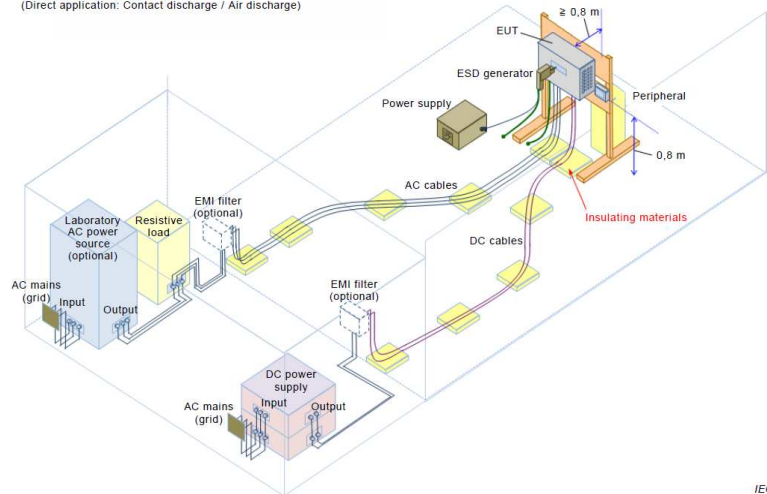 (Direct application: Contact discharge / Air discharge)
≥ 0,8 m
EUT
ESD generator
Power supply
Peripheral
0,8 m
AC cables
Insulating materials
EMI filter
(optional)
Laboratory
AC power
source
(optional)
Resistive
load
DC cables
AC mains
(grid)
Input
Output
EMI filter
(optional)
DC power
supply
Input
Output
AC mains
(grid)